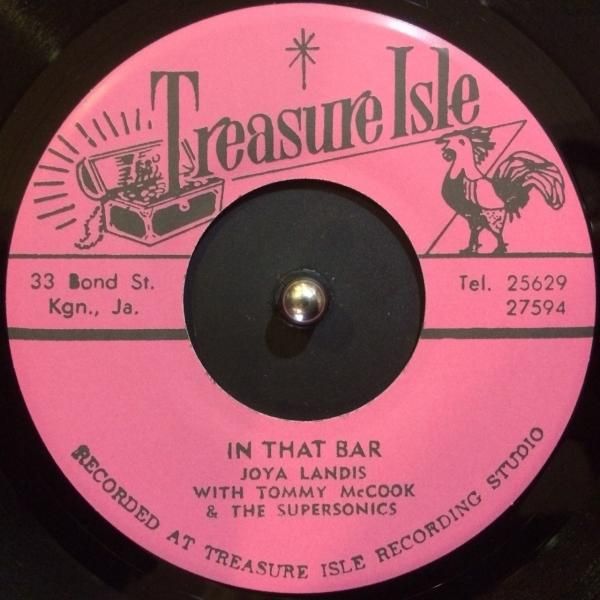 Treasure Isle
33 Bond St.
Kgn., Ja.
Tel. 25629
27594
IN THAT BAR
JOYA LANDIS
WITH TOMMY McCOOK
& THE SUPERSONICS
RECORDED AT TREASURE ISLE RECORDING STUDIO